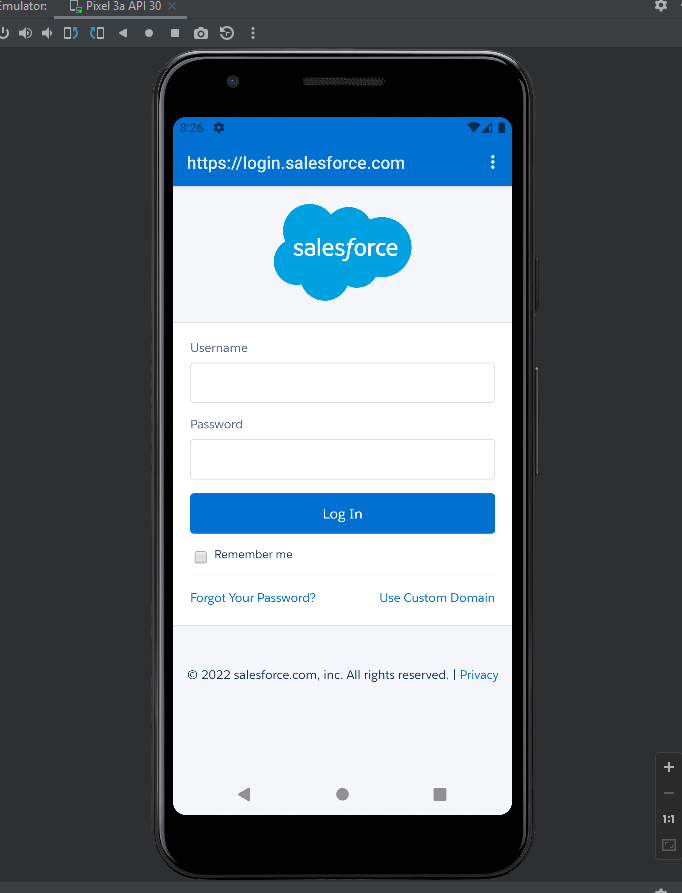 Emulator: Pixel 3a API 30
8:26
https://login.salesforce.com
salesforce
Username
Password
Log In
Remember me
Forgot Your Password? Use Custom Domain
© 2022 salesforce.com, inc. All rights reserved. | Privacy
1:1